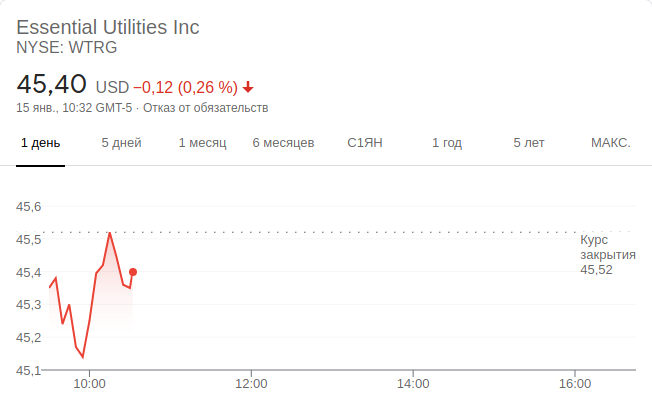 Essential Utilities Inc
NYSE: WTRG
45,40 USD −0,12 (0,26 %)
15 янв., 10:32 GMT-5 · Отказ от обязательств
1 день 5 дней 1 месяц 6 месяцев С1ЯН 1 год 5 лет МАКС.
45,6
45,5
45,4
45,3
45,2
45,1
Курс
закрытия
45,52
10:00 12:00 14:00 16:00